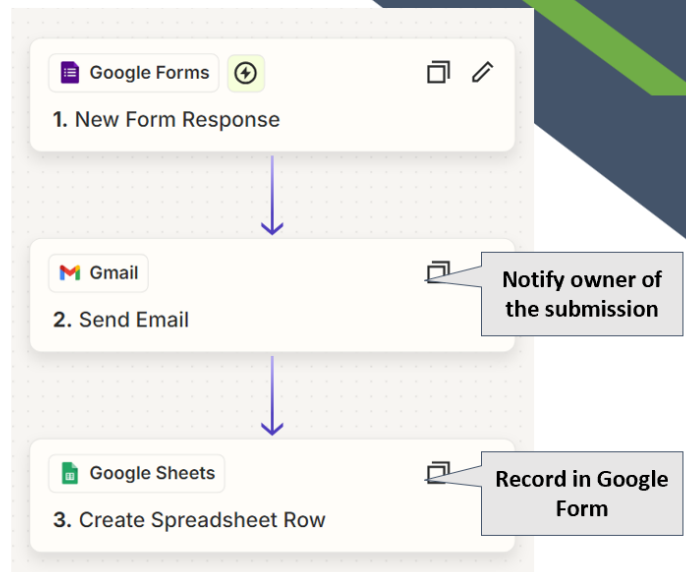 Google Forms
1. New Form Response
Gmail
2. Send Email
Notify owner of
the submission
Google Sheets
3. Create Spreadsheet Row
Record in Google
Form